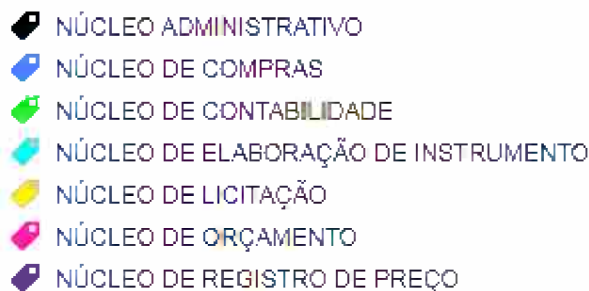 NÚCLEO ADMINISTRATIVO
NÚCLEO DE COMPRAS
NÚCLEO DE CONTABILIDADE
NÚCLEO DE ELABORAÇÃO DE INSTRUMENTO
NÚCLEO DE LICITAÇÃO
NÚCLEO DE ORÇAMENTO
NÚCLEO DE REGISTRO DE PREÇO